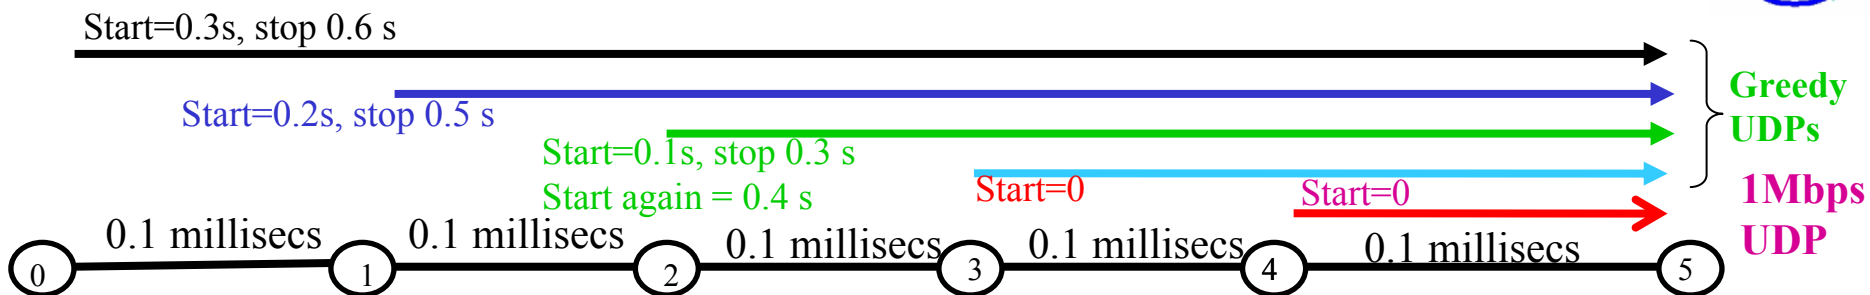 Start=0.3s, stop 0.6 s
Greedy
UDPs
Start=0.2s, stop 0.5 s
Start=0.1s, stop 0.3 s
Start again = 0.4 s
Start=0
Start=0
1Mbps
UDP
0.1 millisecs
0.1 millisecs
0.1 millisecs
0.1 millisecs
0.1 millisecs
0
1
2
3
4
5